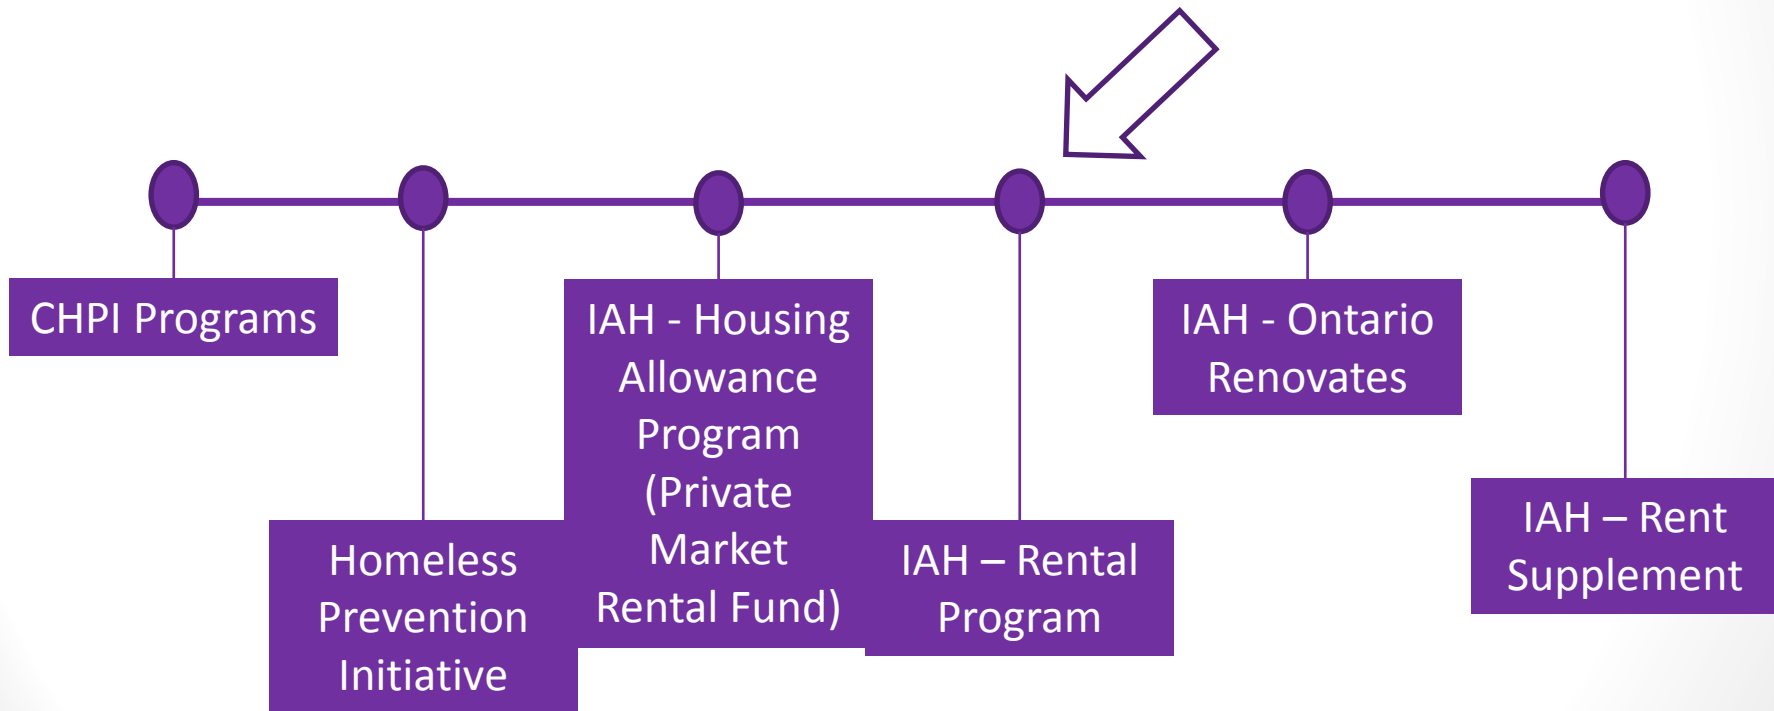 CHPI Programs
Homeless
Prevention
Initiative
IAH - Housing
Allowance
Program
(Private
Market
Rental Fund)
IAH – Rental
Program
IAH - Ontario
Renovates
IAH – Rent
Supplement